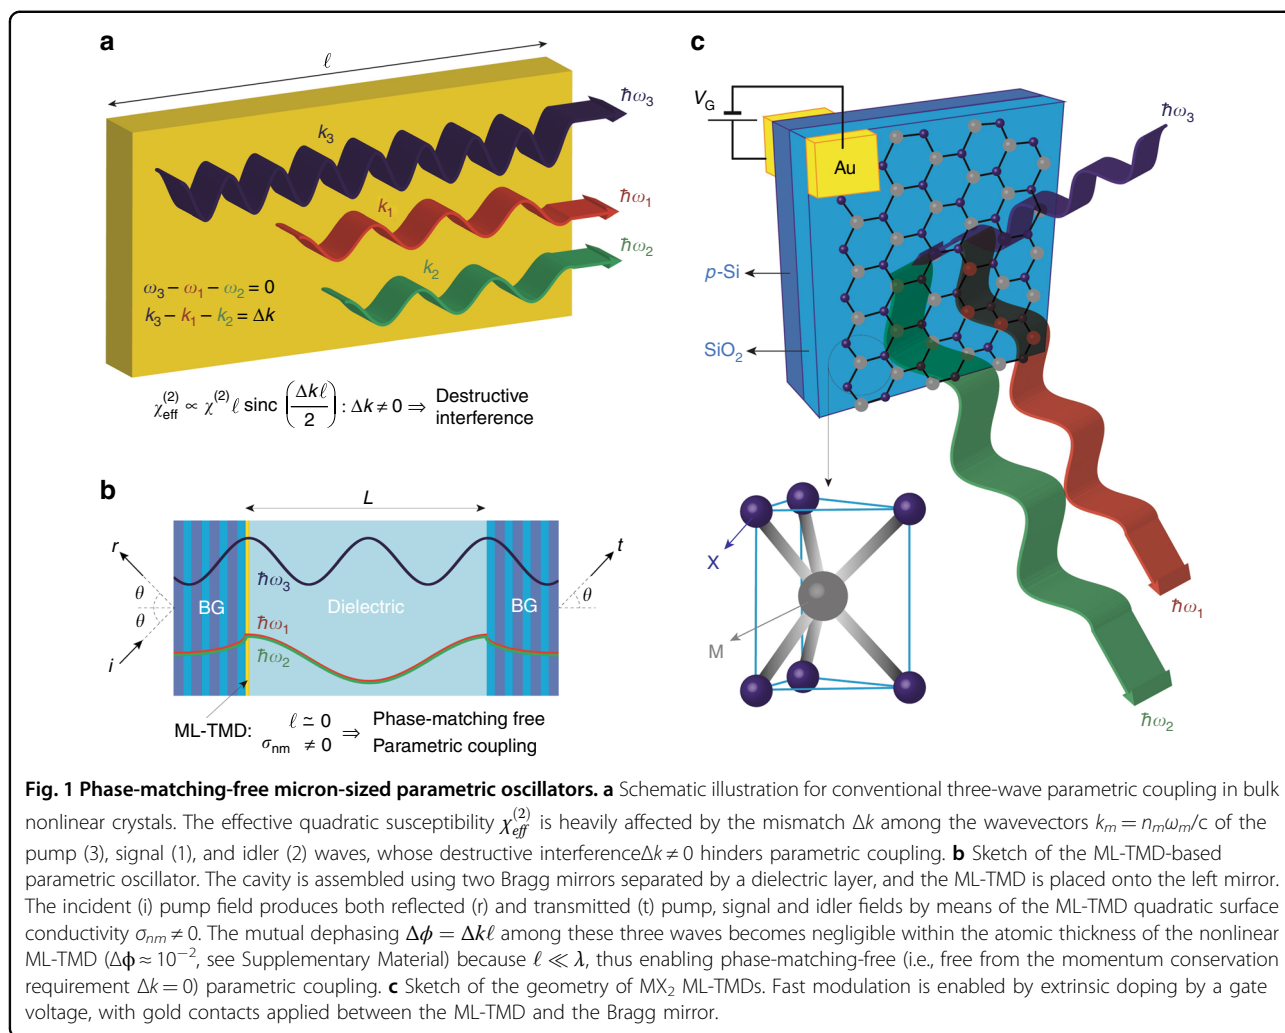 a
ℓ
ħω₃
k₃
k₁
ħω₁
k₂
ħω₂
ω₃ − ω₁ − ω₂ = 0
k₃ − k₁ − k₂ = Δk
χ_eff^(2) ∝ χ^(2) ℓ sinc (Δkℓ/2) : Δk ≠ 0 ⇒ Destructive
interference
b
L
r
t
θ
θ
θ
BG
ħω₃
Dielectric
BG
ħω₁
ħω₂
i
ML-TMD: ℓ ≃ 0 ⇒ Phase-matching free
σnm ≠ 0 Parametric coupling
c
V_G
Au
ħω₃
p-Si
SiO₂
X
M
ħω₁
ħω₂
Fig. 1 Phase-matching-free micron-sized parametric oscillators. a Schematic illustration for conventional three-wave parametric coupling in bulk
nonlinear crystals. The effective quadratic susceptibility χ_eff^(2) is heavily affected by the mismatch Δk among the wavevectors k_m = n_mω_m/c of the
pump (3), signal (1), and idler (2) waves, whose destructive interferenceΔk ≠ 0 hinders parametric coupling. b Sketch of the ML-TMD-based
parametric oscillator. The cavity is assembled using two Bragg mirrors separated by a dielectric layer, and the ML-TMD is placed onto the left mirror.
The incident (i) pump field produces both reflected (r) and transmitted (t) pump, signal and idler fields by means of the ML-TMD quadratic surface
conductivity σnm ≠ 0. The mutual dephasing Δϕ = Δkℓ among these three waves becomes negligible within the atomic thickness of the nonlinear
ML-TMD (Δϕ ≈ 10⁻², see Supplementary Material) because ℓ ≪ λ, thus enabling phase-matching-free (i.e., free from the momentum conservation
requirement Δk = 0) parametric coupling. c Sketch of the geometry of MX₂ ML-TMDs. Fast modulation is enabled by extrinsic doping by a gate
voltage, with gold contacts applied between the ML-TMD and the Bragg mirror.